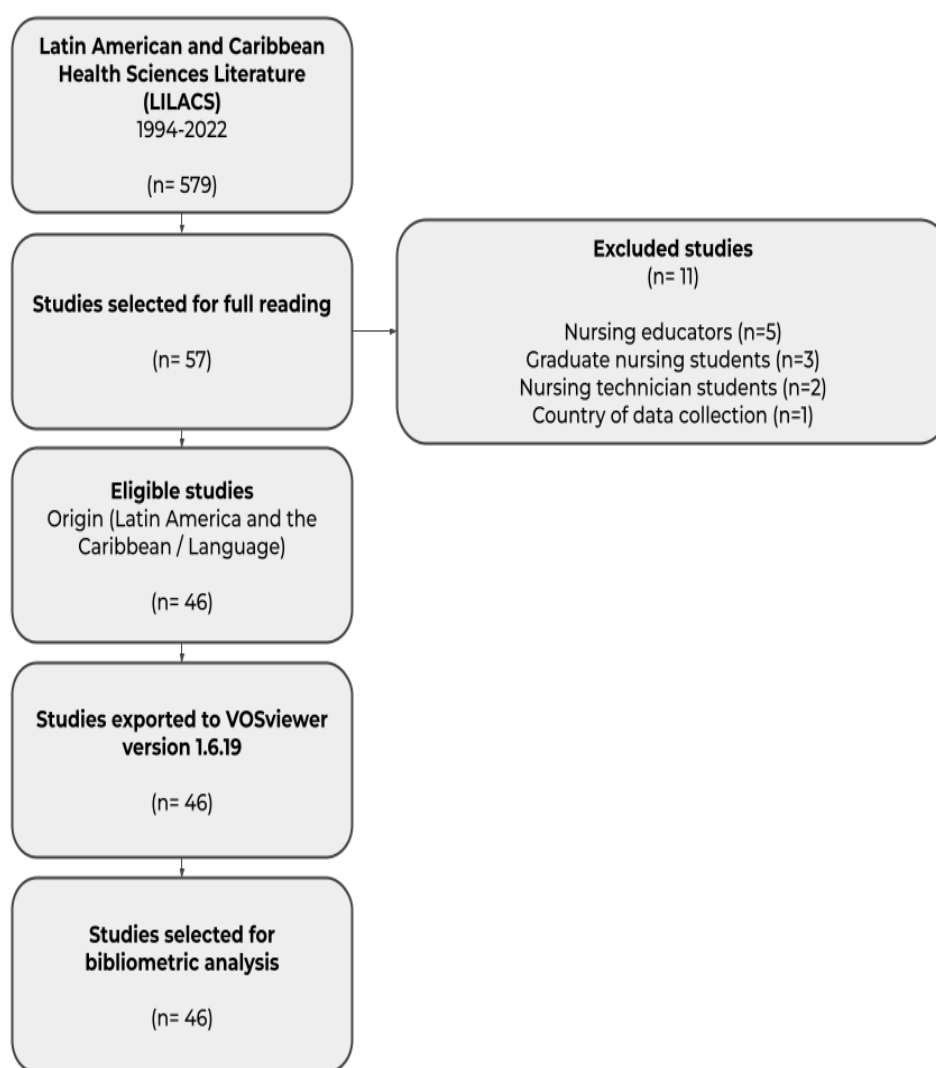 Latin American and Caribbean
Health Sciences Literature
(LILACS)
1994-2022
(n= 579)
Studies selected for full reading
(n= 57)
Excluded studies
(n= 11)
Nursing educators (n=5)
Graduate nursing students (n=3)
Nursing technician students (n=2)
Country of data collection (n=1)
Eligible studies
Origin (Latin America and the
Caribbean / Language)
(n= 46)
Studies exported to VOSviewer
version 1.6.19
(n= 46)
Studies selected for
bibliometric analysis
(n= 46)